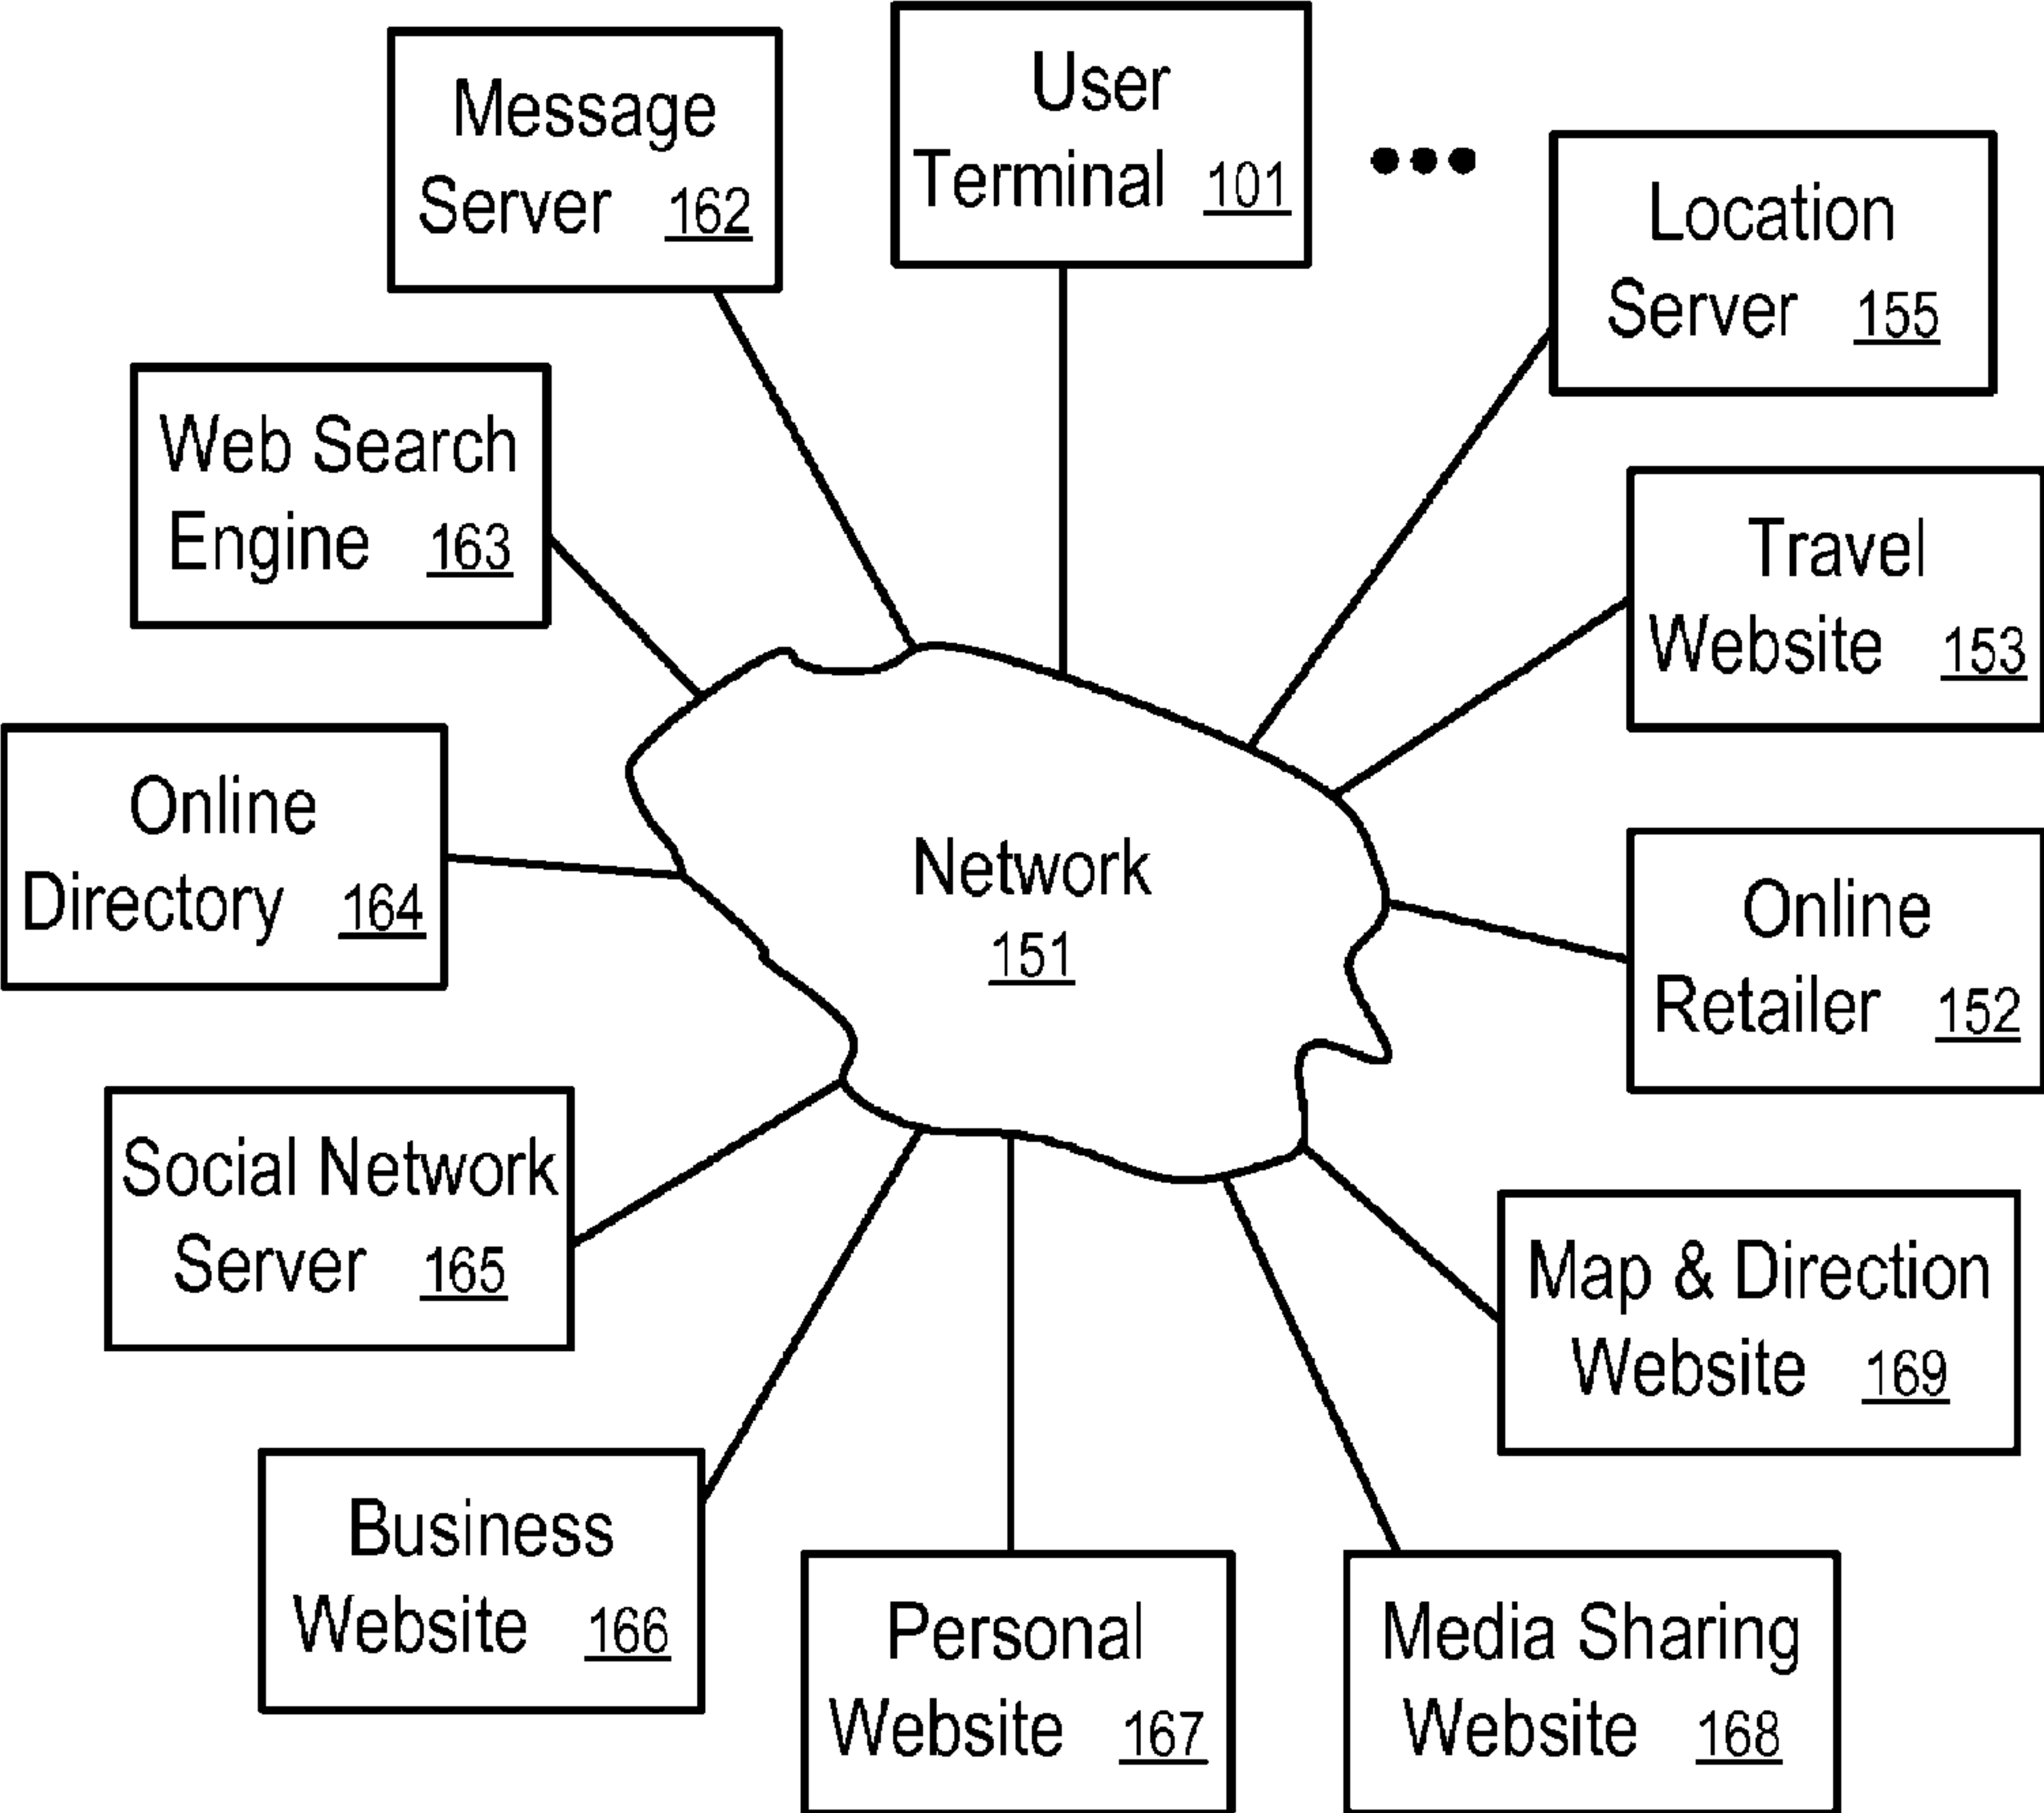 Message
Server 162
User
Terminal 101
Location
Server 155
Web Search
Engine 163
Travel
Website 153
Online
Directory 164
Network
151
Online
Retailer 152
Social Network
Server 165
Map & Direction
Website 169
Business
Website 166
Personal
Website 167
Media Sharing
Website 168